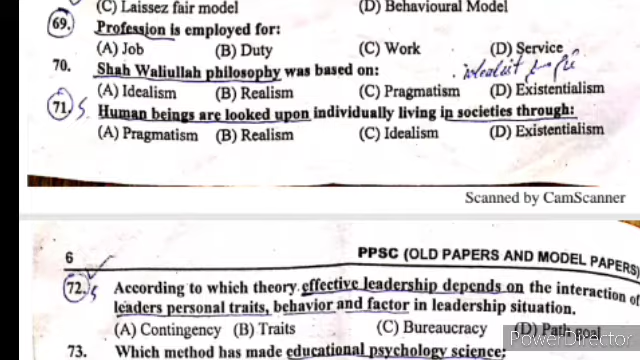 (C) Laissez fair model (D) Behavioural Model
69. Profession is employed for:
(A) Job (B) Duty (C) Work (D) Service
70. Shah Waliullah philosophy was based on:
(A) Idealism (B) Realism (C) Pragmatism (D) Existentialism
71. Human beings are looked upon individually living in societies through:
(A) Pragmatism (B) Realism (C) Idealism (D) Existentialism
Scanned by CamScanner
6 PPSC (OLD PAPERS AND MODEL PAPERS)
72. According to which theory effective leadership depends on the interaction of
leaders personal traits, behavior and factor in leadership situation.
(A) Contingency (B) Traits (C) Bureaucracy (D) Path goal
PowerDirector
73. Which method has made educational psychology science: